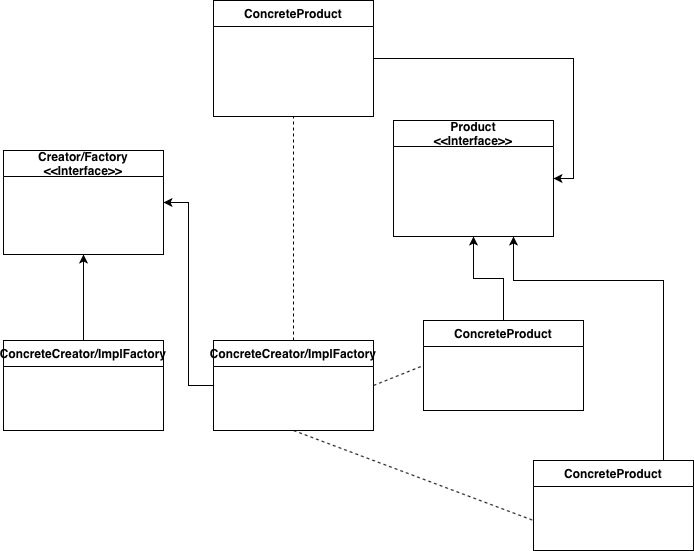 ConcreteProduct
Product
<<Interface>>
Creator/Factory
<<Interface>>
ConcreteCreator/ImplFactory
ConcreteCreator/ImplFactory
ConcreteProduct
ConcreteProduct